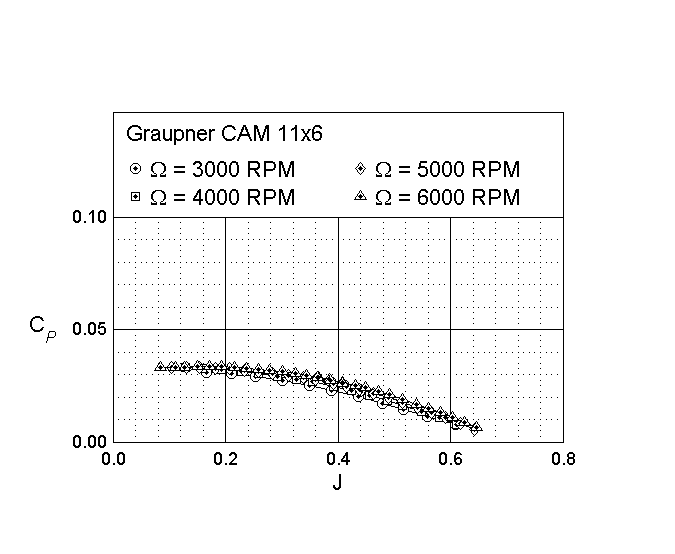 Graupner CAM 11x6
Ω = 3000 RPM Ω = 5000 RPM
Ω = 4000 RPM Ω = 6000 RPM
0.10
C_P 0.05
0.00
0.0 0.2 0.4 0.6 0.8
J